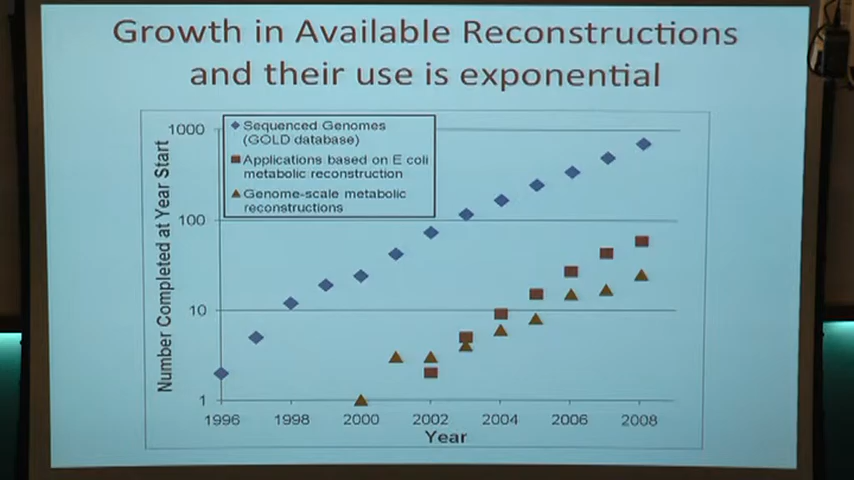 Growth in Available Reconstructions
and their use is exponential
Sequenced Genomes
(GOLD database)
Applications based on E coli
metabolic reconstruction
Genome-scale metabolic
reconstructions
Number Completed at Year Start
1000
100
10
1
1996 1998 2000 2002 2004 2006 2008
Year